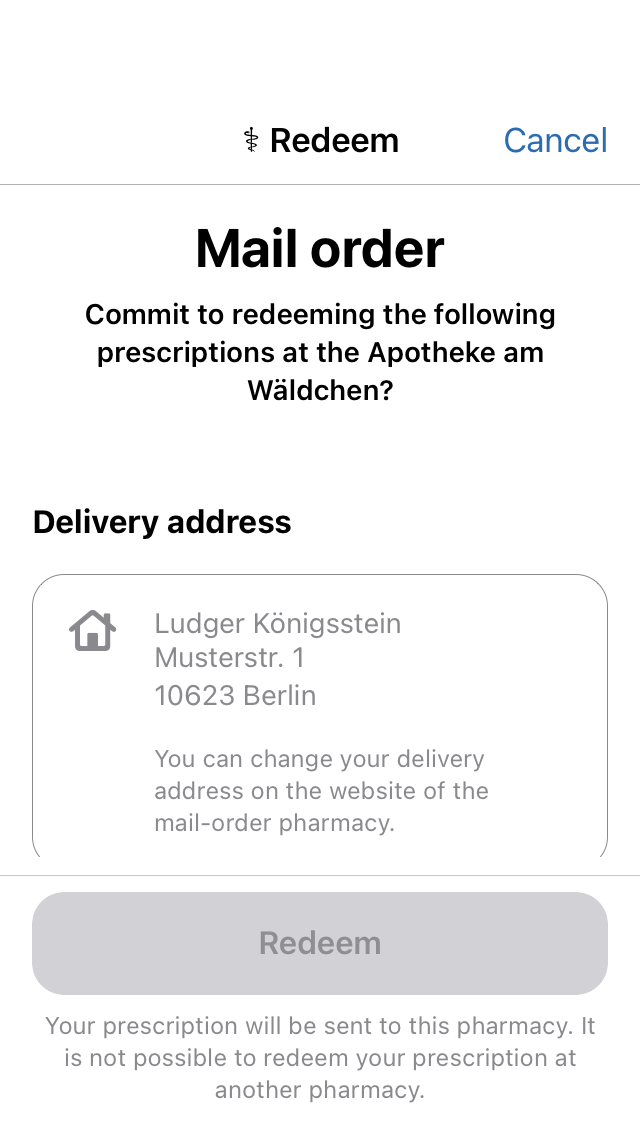 ⚕ Redeem
Cancel
Mail order
Commit to redeeming the following
prescriptions at the Apotheke am
Wäldchen?
Delivery address
Ludger Königsstein
Musterstr. 1
10623 Berlin
You can change your delivery
address on the website of the
mail-order pharmacy.
Redeem
Your prescription will be sent to this pharmacy. It
is not possible to redeem your prescription at
another pharmacy.